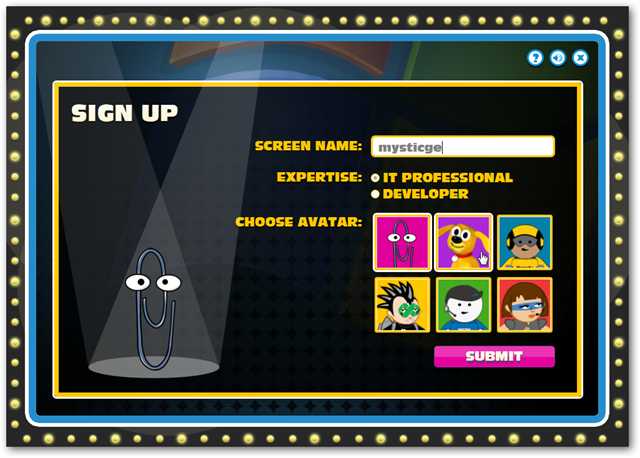 ?
SIGN UP
SCREEN NAME: mysticge
EXPERTISE: IT PROFESSIONAL
DEVELOPER
CHOOSE AVATAR:
SUBMIT